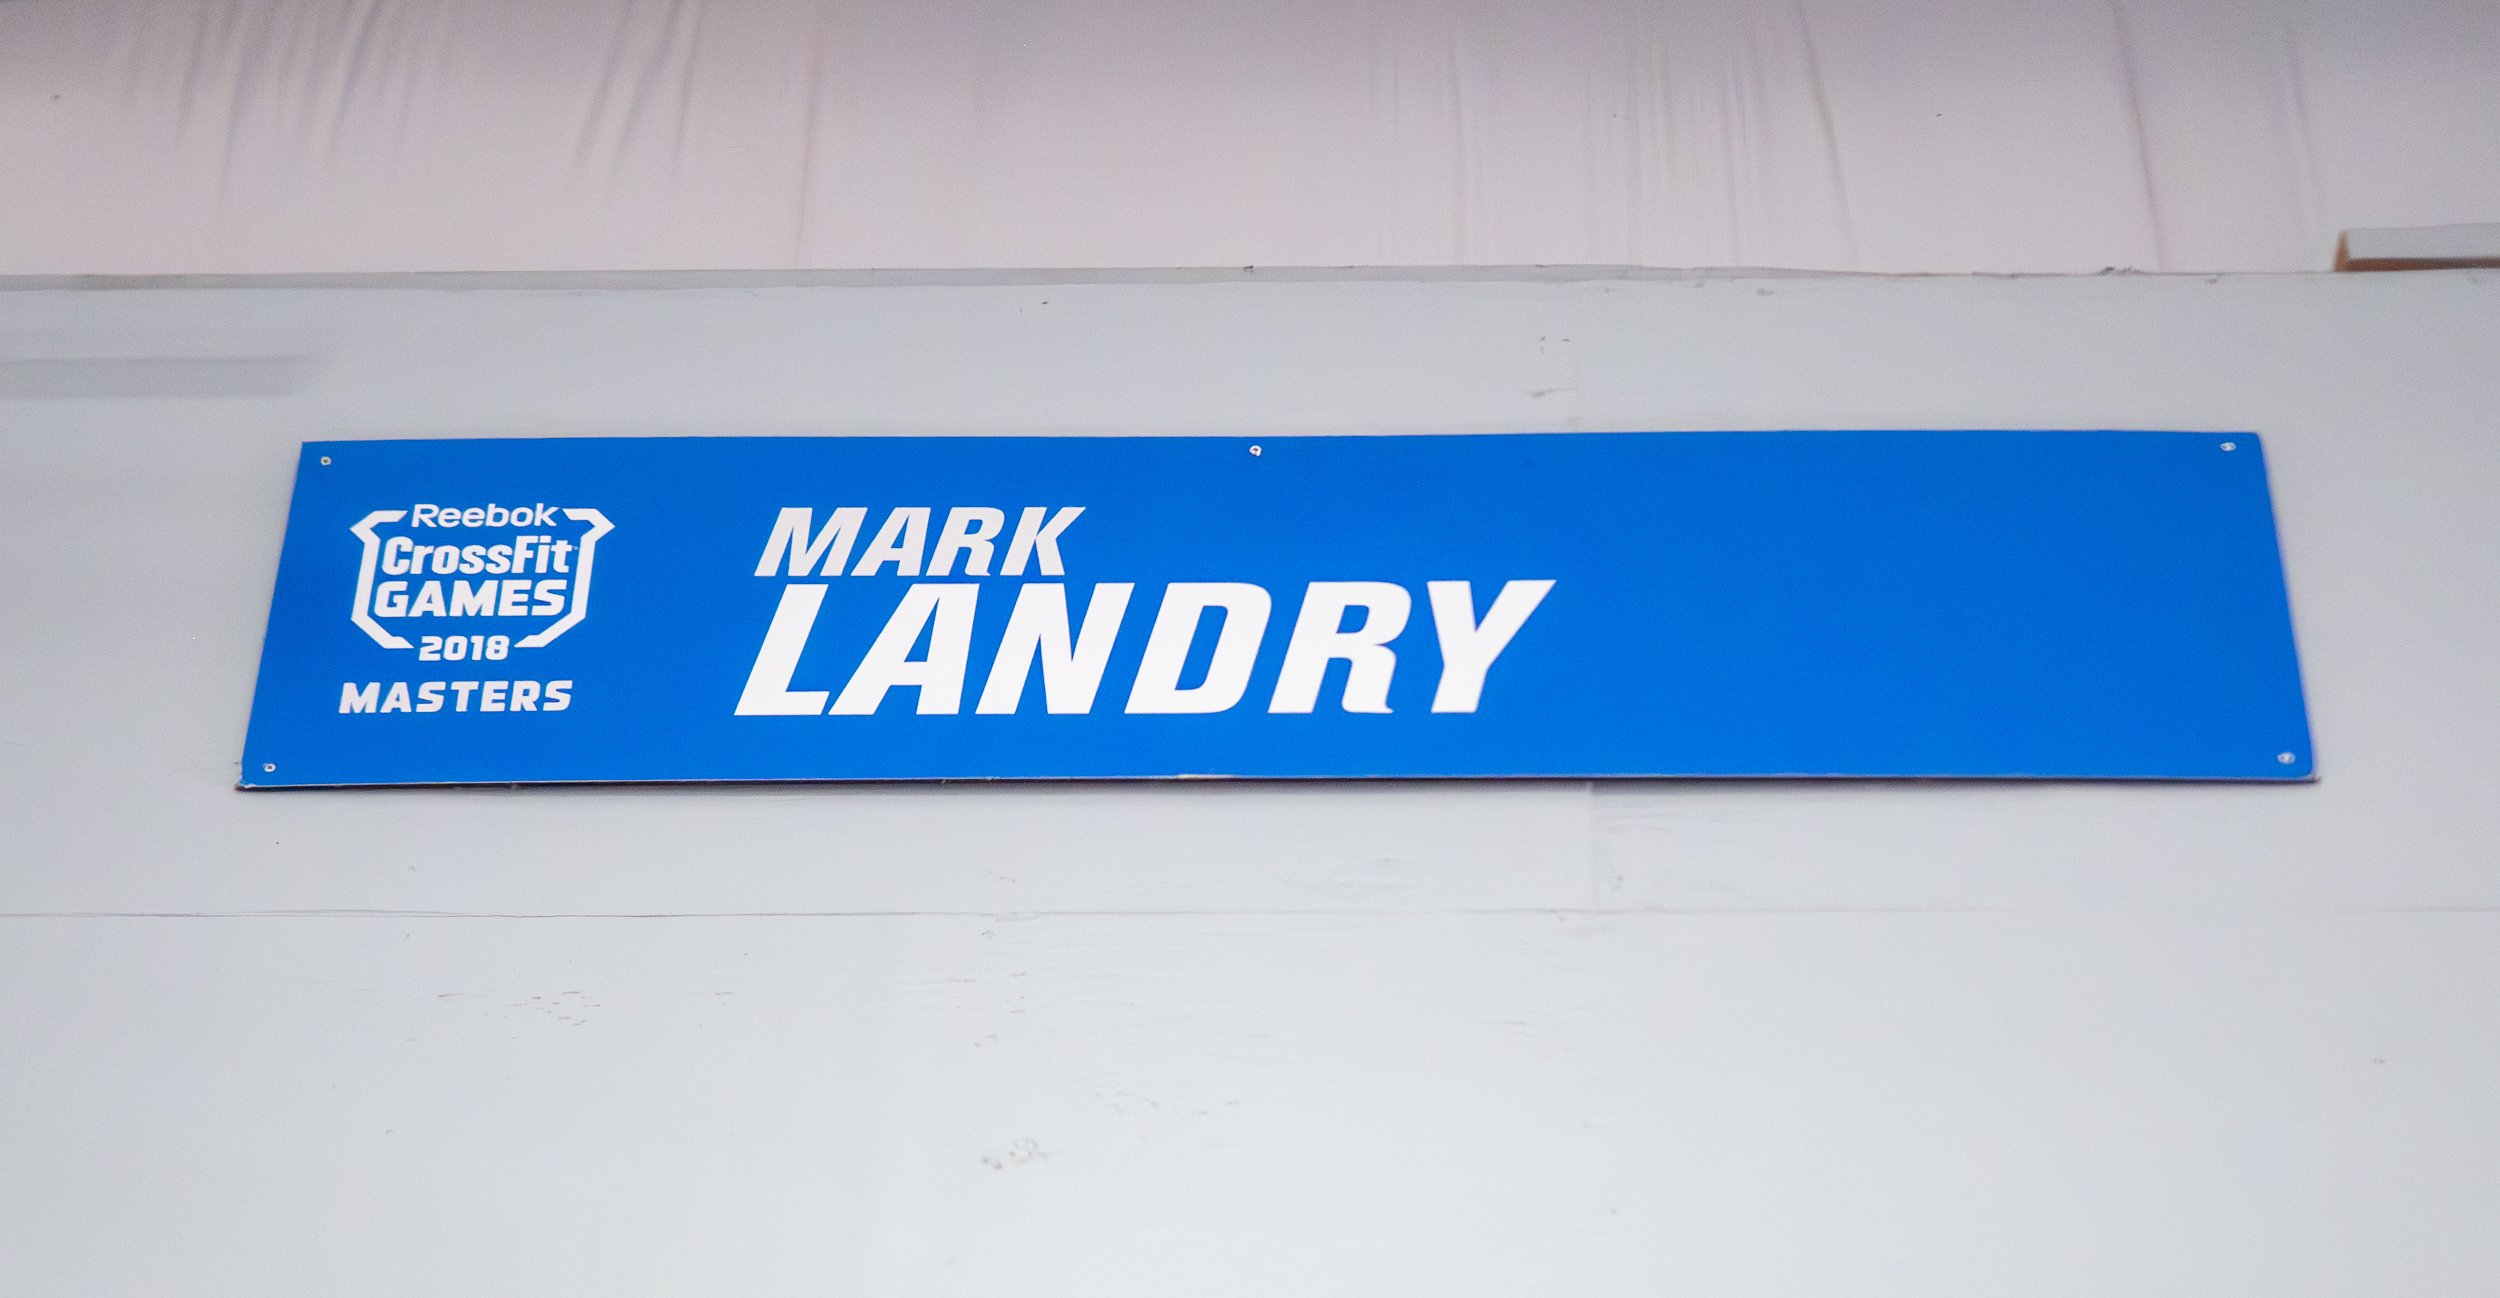 Reebok
CrossFit
GAMES
2018
MASTERS
MARK
LANDRY